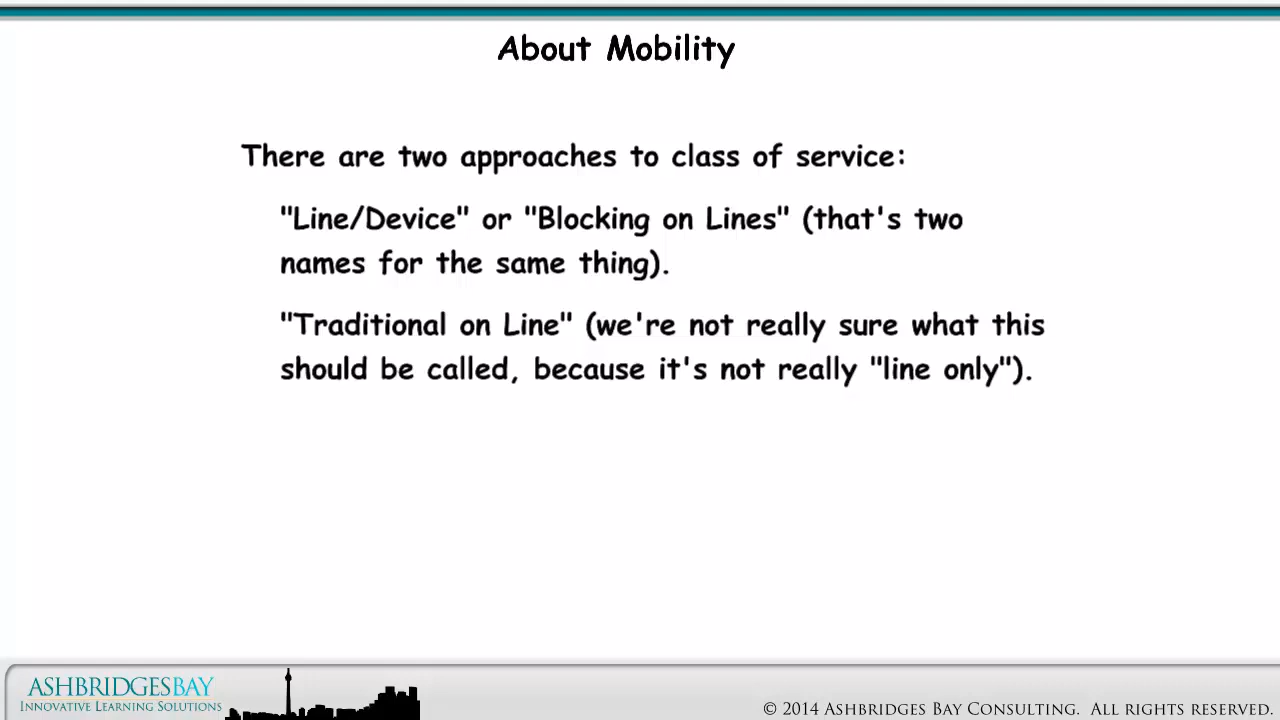 About Mobility
There are two approaches to class of service:
"Line/Device" or "Blocking on Lines" (that's two
names for the same thing).
"Traditional on Line" (we're not really sure what this
should be called, because it's not really "line only").
ASHBRIDGESBAY
INNOVATIVE LEARNING SOLUTIONS
© 2014 ASHBRIDGES BAY CONSULTING. ALL RIGHTS RESERVED.